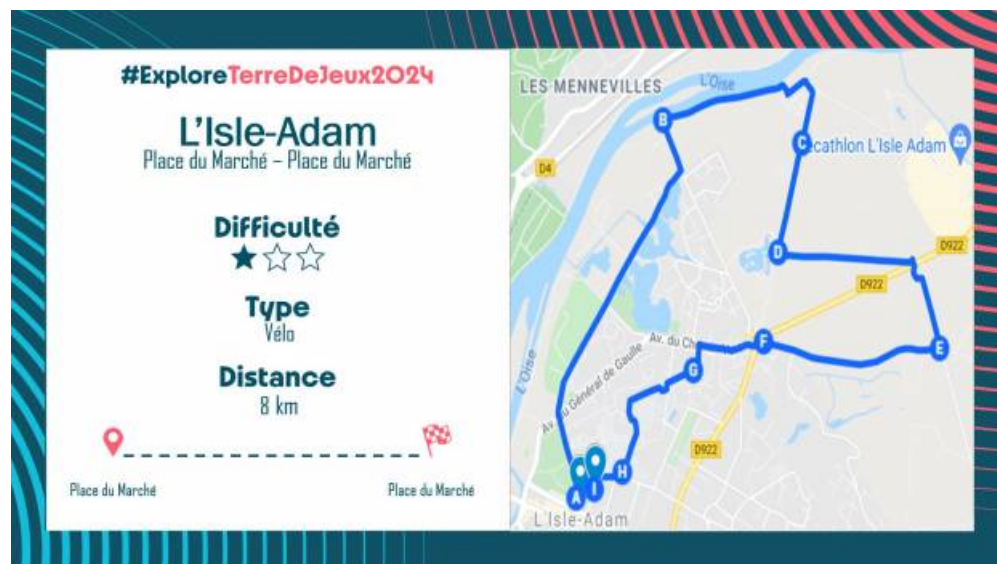 #ExploreTerreDeJeux2024
L'Isle-Adam
Place du Marché – Place du Marché
Difficulté
Type
Vélo
Distance
8 km
Place du Marché
Place du Marché
LES MENNEVILLES
L'Oise
B
C
cathlon L'Isle Adam
D4
D
D922
D922
E
F
Av. du Ch
G
L'Oise
Av. du Général de Gaulle
D922
H
A
I
L'Isle-Adam